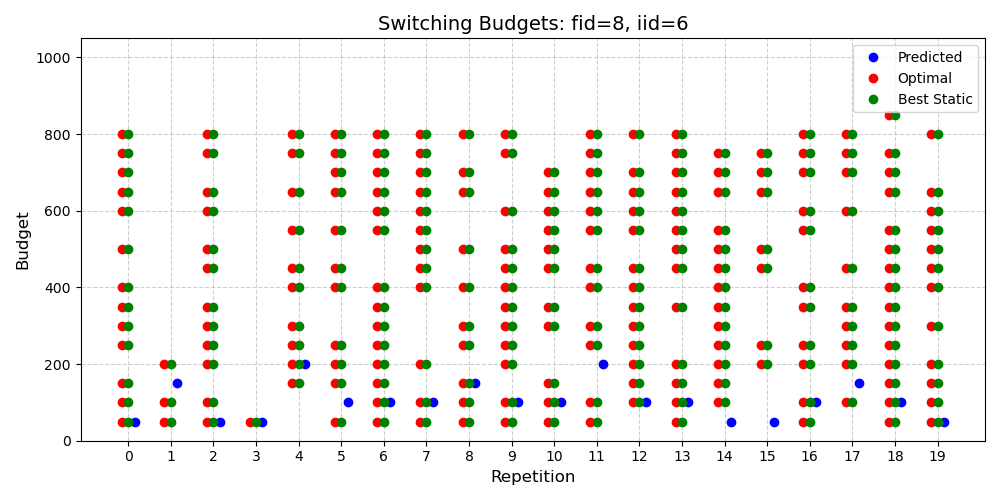 Switching Budgets: fid=8, iid=6
Predicted
Optimal
Best Static
Budget
1000
800
600
400
200
0
0 1 2 3 4 5 6 7 8 9 10 11 12 13 14 15 16 17 18 19
Repetition